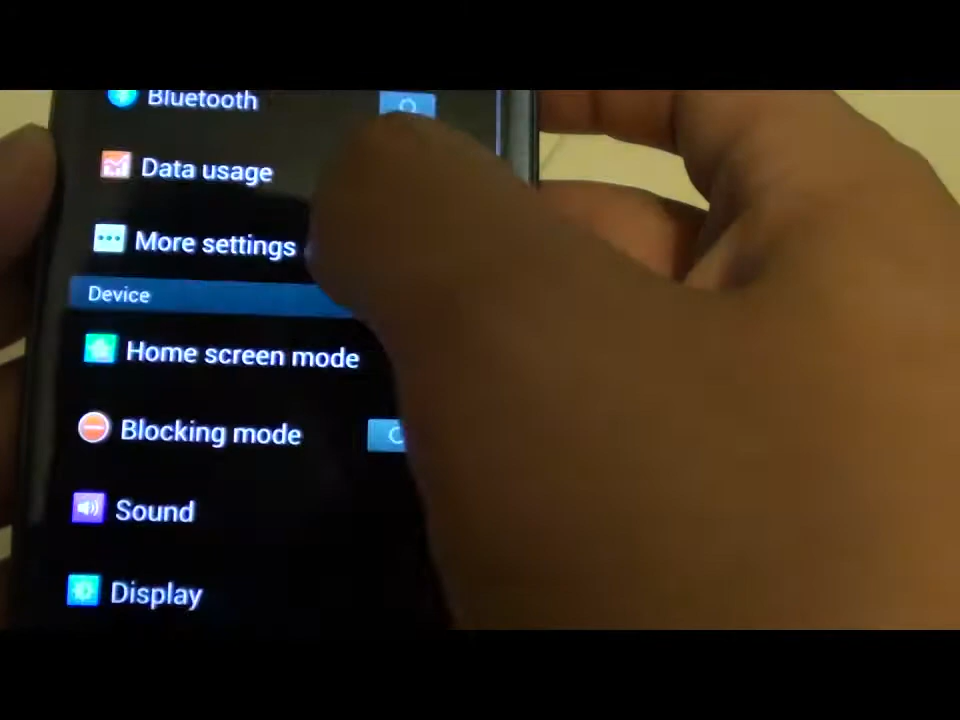 Bluetooth
Data usage
More settings
Device
Home screen mode
Blocking mode
Sound
Display